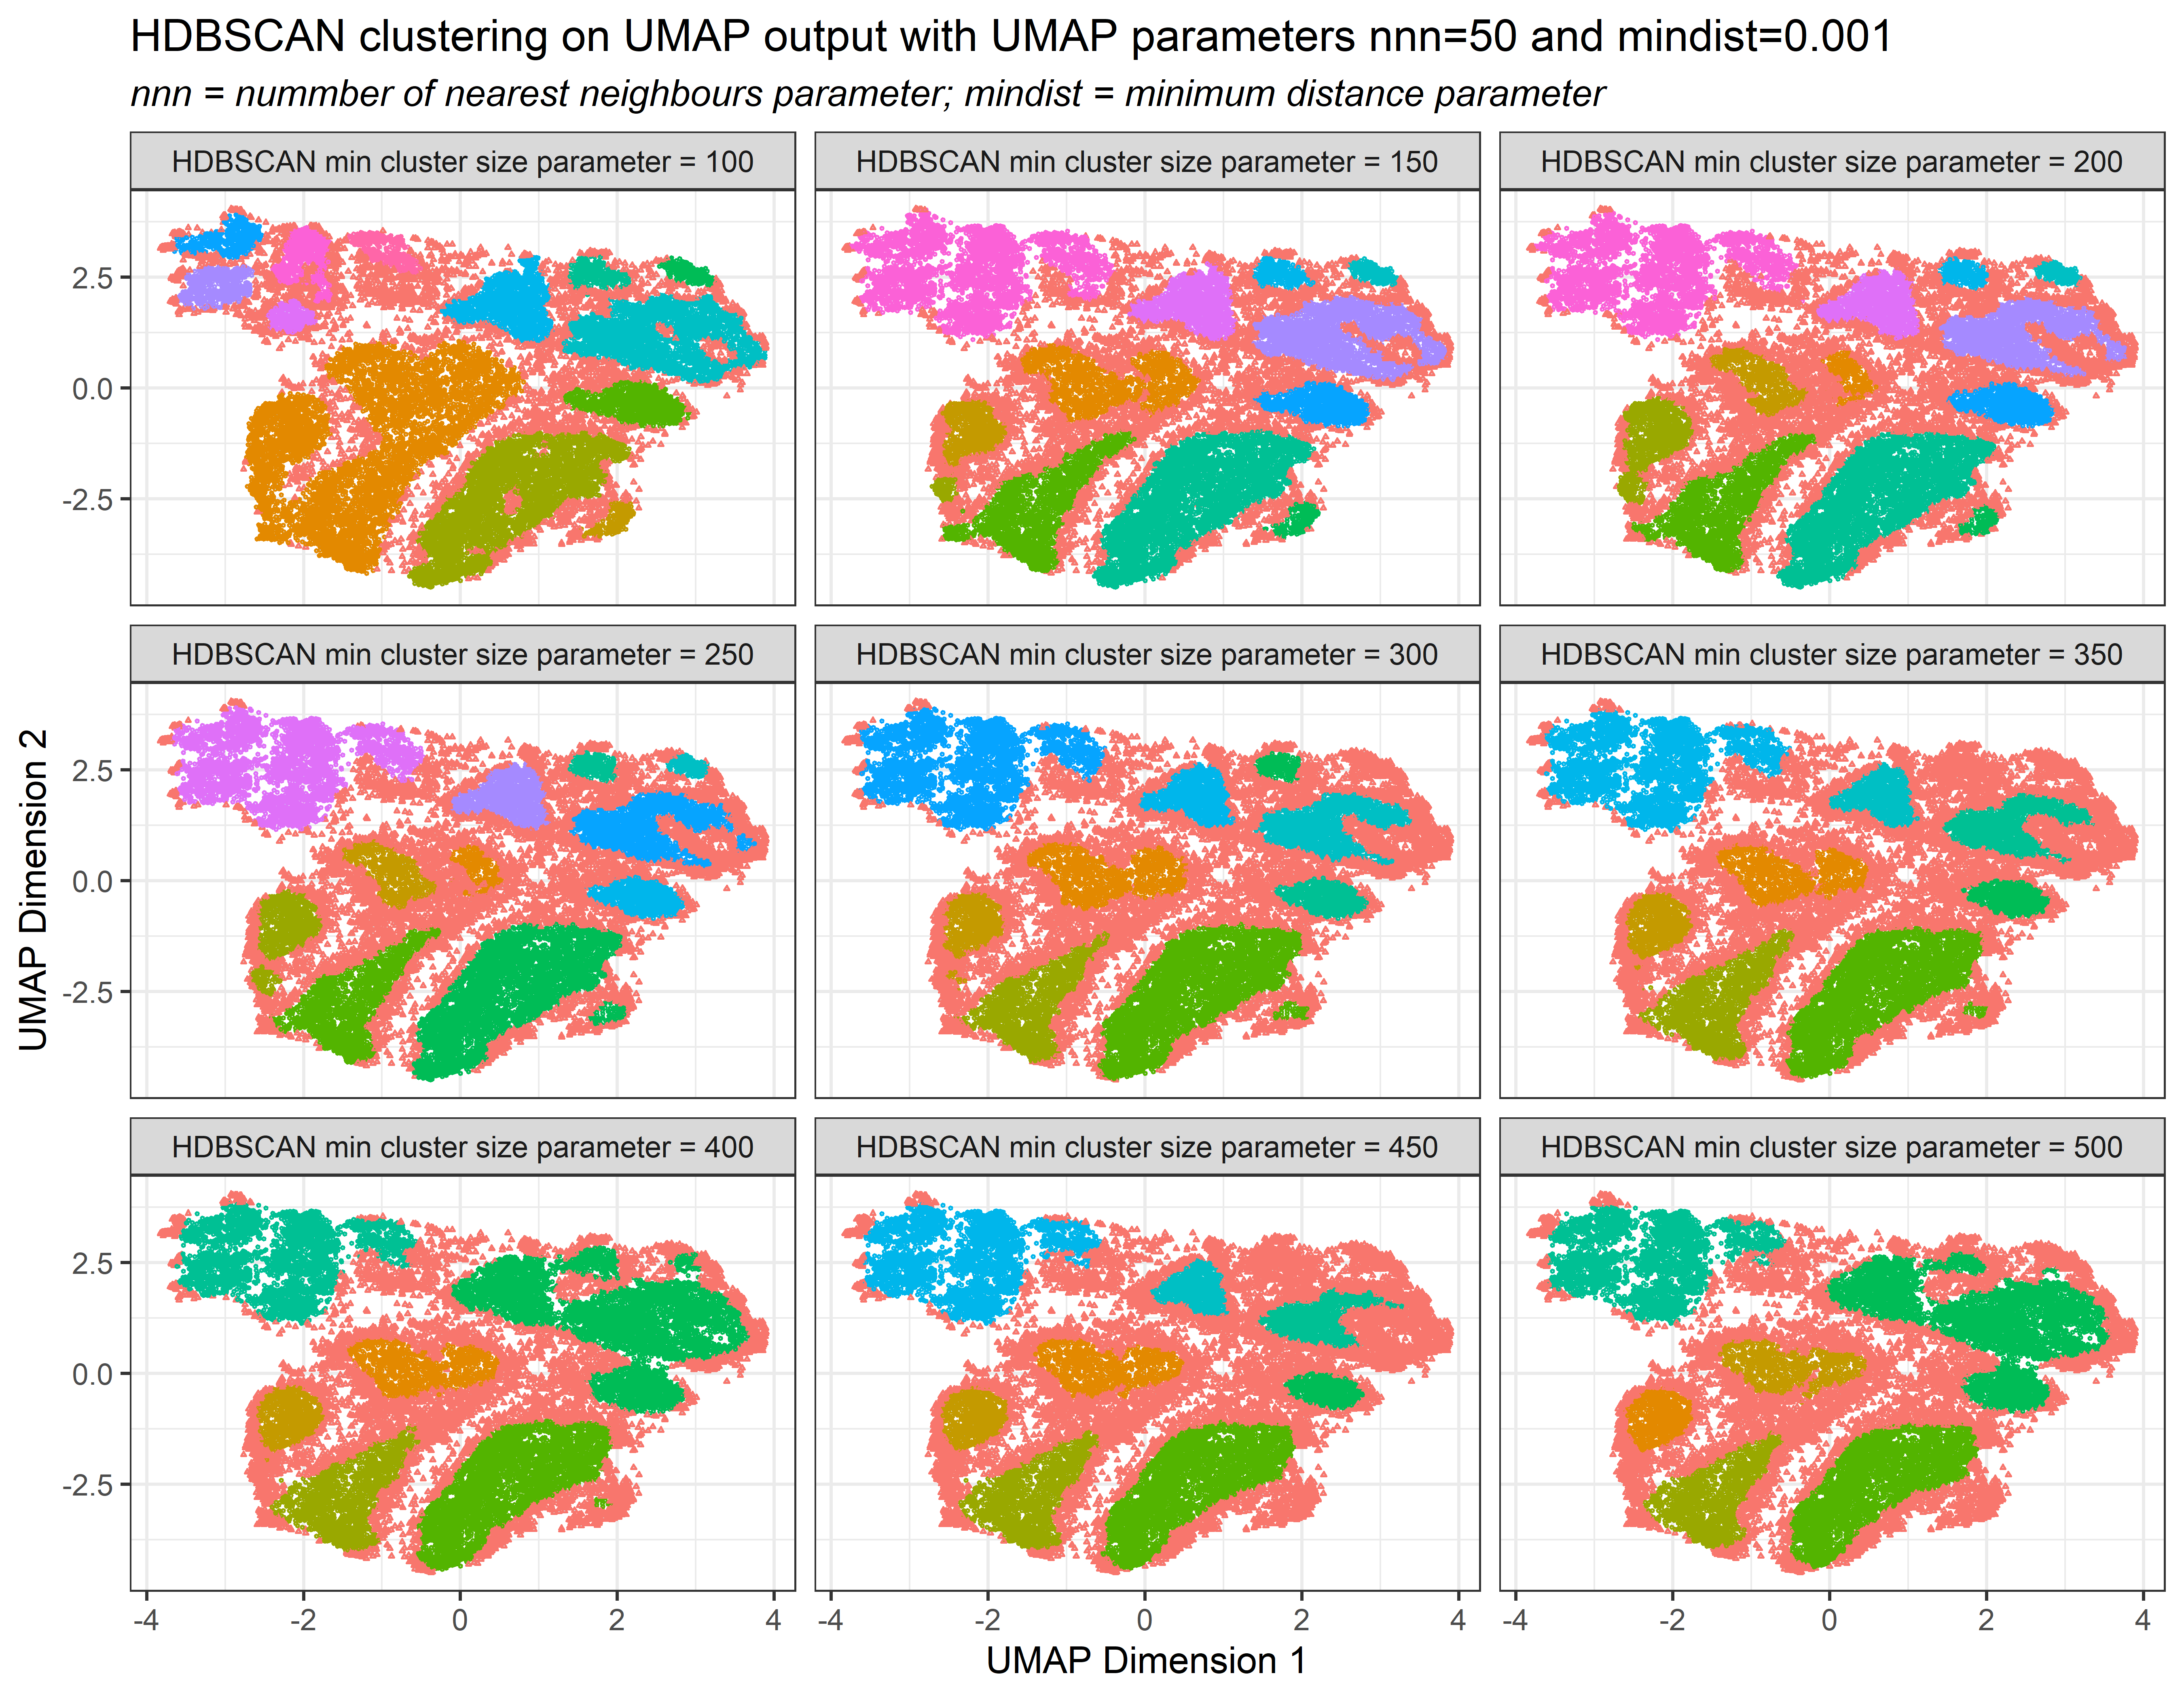 HDBSCAN clustering on UMAP output with UMAP parameters nnn=50 and mindist=0.001
nnn = nummber of nearest neighbours parameter; mindist = minimum distance parameter
HDBSCAN min cluster size parameter = 100
HDBSCAN min cluster size parameter = 150
HDBSCAN min cluster size parameter = 200
2.5
0.0
-2.5
HDBSCAN min cluster size parameter = 250
HDBSCAN min cluster size parameter = 300
HDBSCAN min cluster size parameter = 350
UMAP Dimension 2
2.5
0.0
-2.5
HDBSCAN min cluster size parameter = 400
HDBSCAN min cluster size parameter = 450
HDBSCAN min cluster size parameter = 500
2.5
0.0
-2.5
-4 -2 0 2 4
-4 -2 0 2 4
-4 -2 0 2 4
UMAP Dimension 1